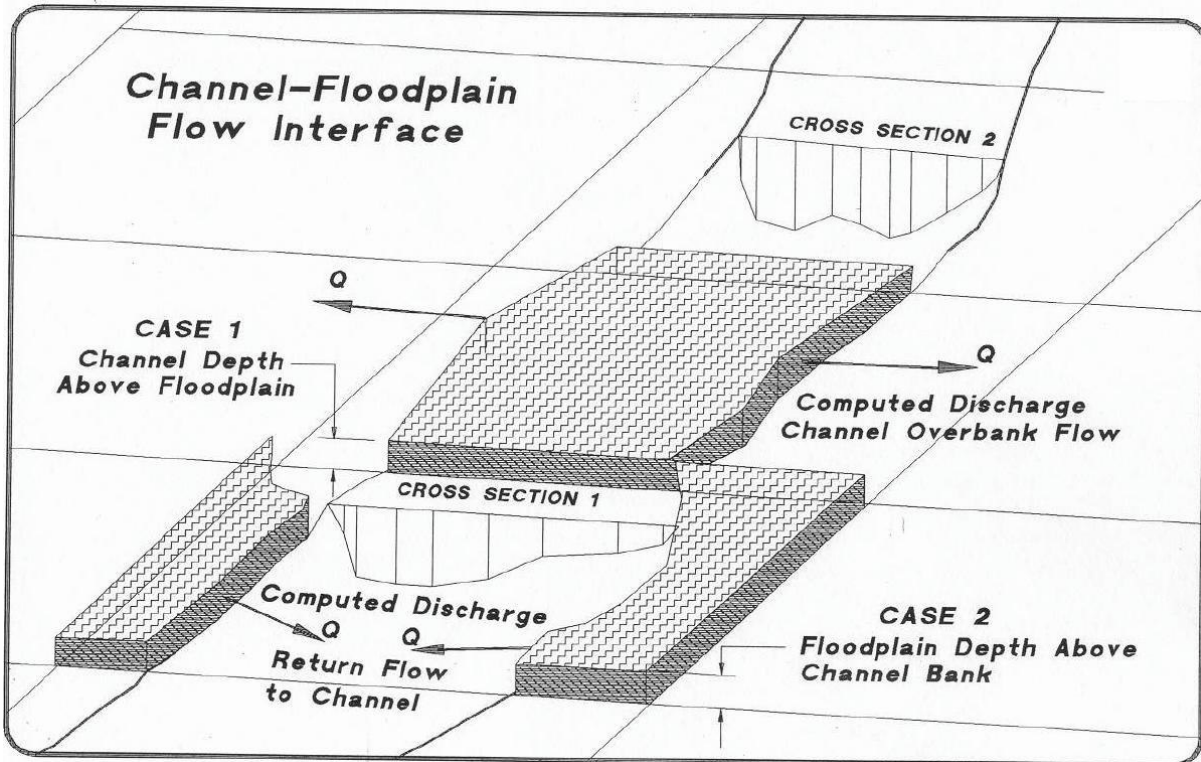 Channel-Floodplain
Flow Interface
CROSS SECTION 2
Q
CASE 1
Channel Depth
Above Floodplain
Q
Computed Discharge
Channel Overbank Flow
CROSS SECTION 1
Computed Discharge
Q
Q
Return Flow
to Channel
CASE 2
Floodplain Depth Above
Channel Bank